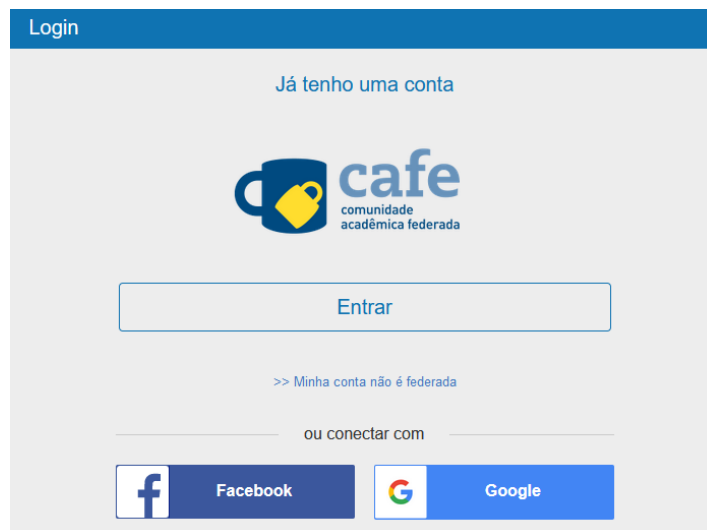 Login
Já tenho uma conta
cafe
comunidade
acadêmica federada
Entrar
>> Minha conta não é federada
ou conectar com
Facebook
Google